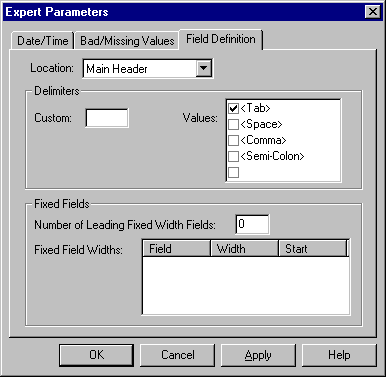 Expert Parameters
Date/Time Bad/Missing Values Field Definition
Location: Main Header
Delimiters
Custom: Values: <Tab>
<Space>
<Comma>
<Semi-Colon>
Fixed Fields
Number of Leading Fixed Width Fields: 0
Fixed Field Widths: Field Width Start
OK Cancel Apply Help